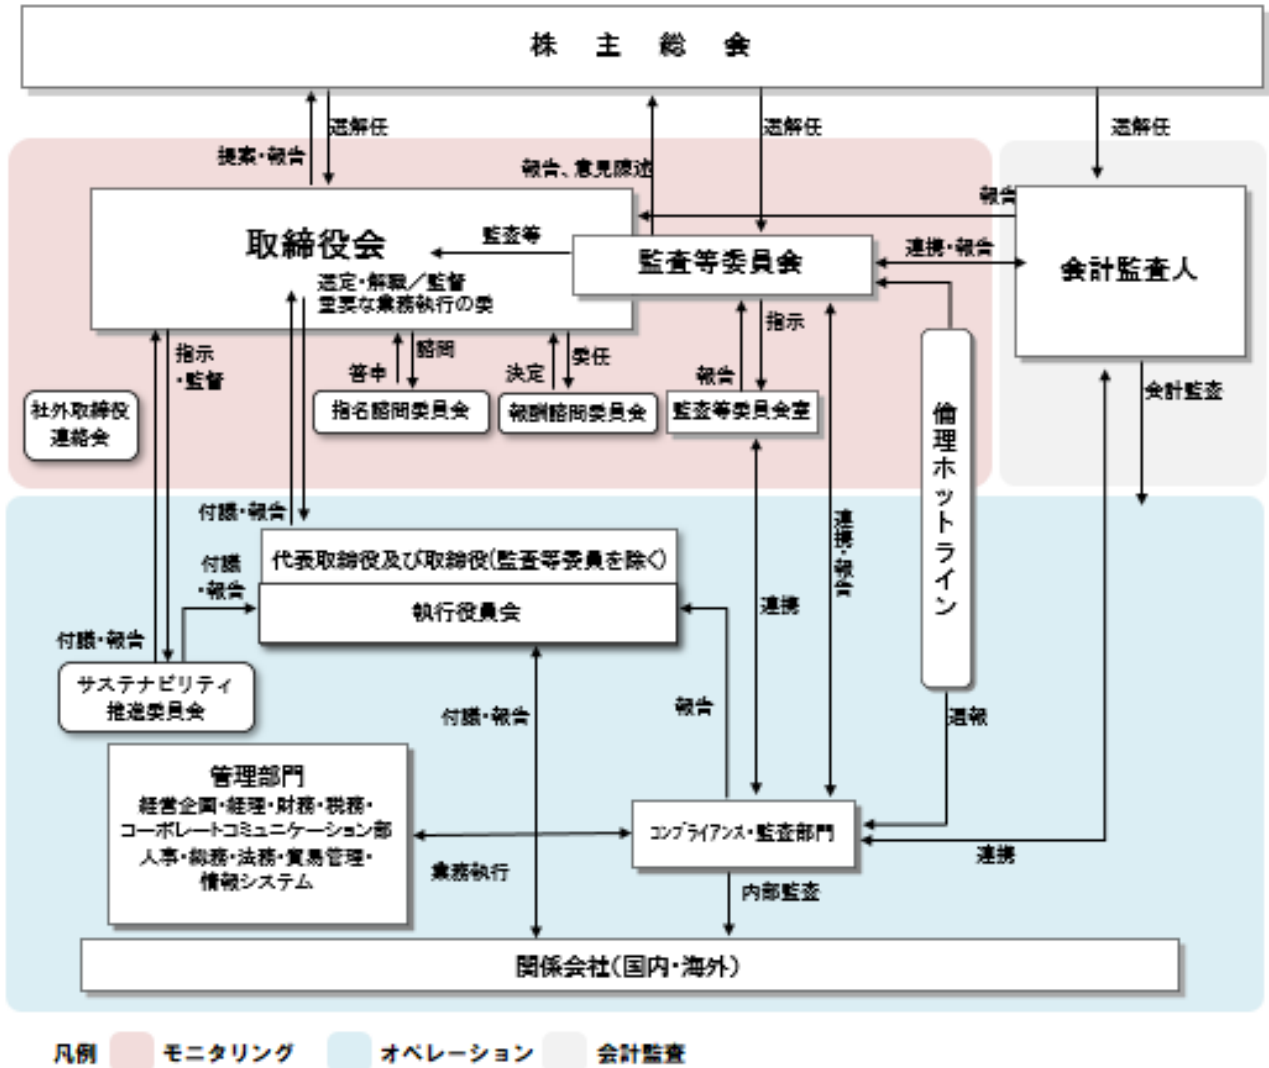 株 主 総 会
選解任
提案・報告
選解任
報告、意見陳述
選解任
取締役会
監査等
監査等委員会
報告
連携・報告
会計監査人
選定・解職／監督
重要な業務執行の委
指示
・監督
答申
諮問
決定
委任
報告
指示
会計監査
社外取締役
連絡会
指名諮問委員会
報酬諮問委員会
監査等委員会室
倫理ホットライン
付議・報告
代表取締役及び取締役(監査等委員を除く)
執行役員会
付議
・報告
連携
連携・報告
付議・報告
サステナビリティ
推進委員会
付議・報告
報告
通報
管理部門
経営企画・経理・財務・税務・
コーポレートコミュニケーション部
人事・総務・法務・貿易管理・
情報システム
コンプライアンス・監査部門
連携
業務執行
内部監査
関係会社(国内・海外)
凡例 モニタリング オペレーション 会計監査